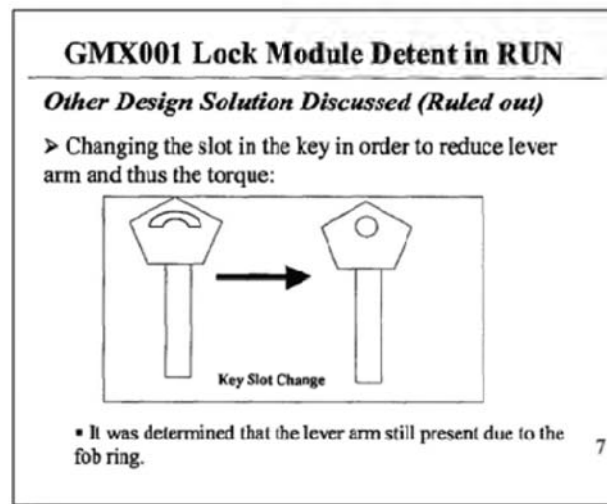 GMX001 Lock Module Detent in RUN
Other Design Solution Discussed (Ruled out)
➢ Changing the slot in the key in order to reduce lever
arm and thus the torque:
Key Slot Change
▪ It was determined that the lever arm still present due to the
fob ring.
7